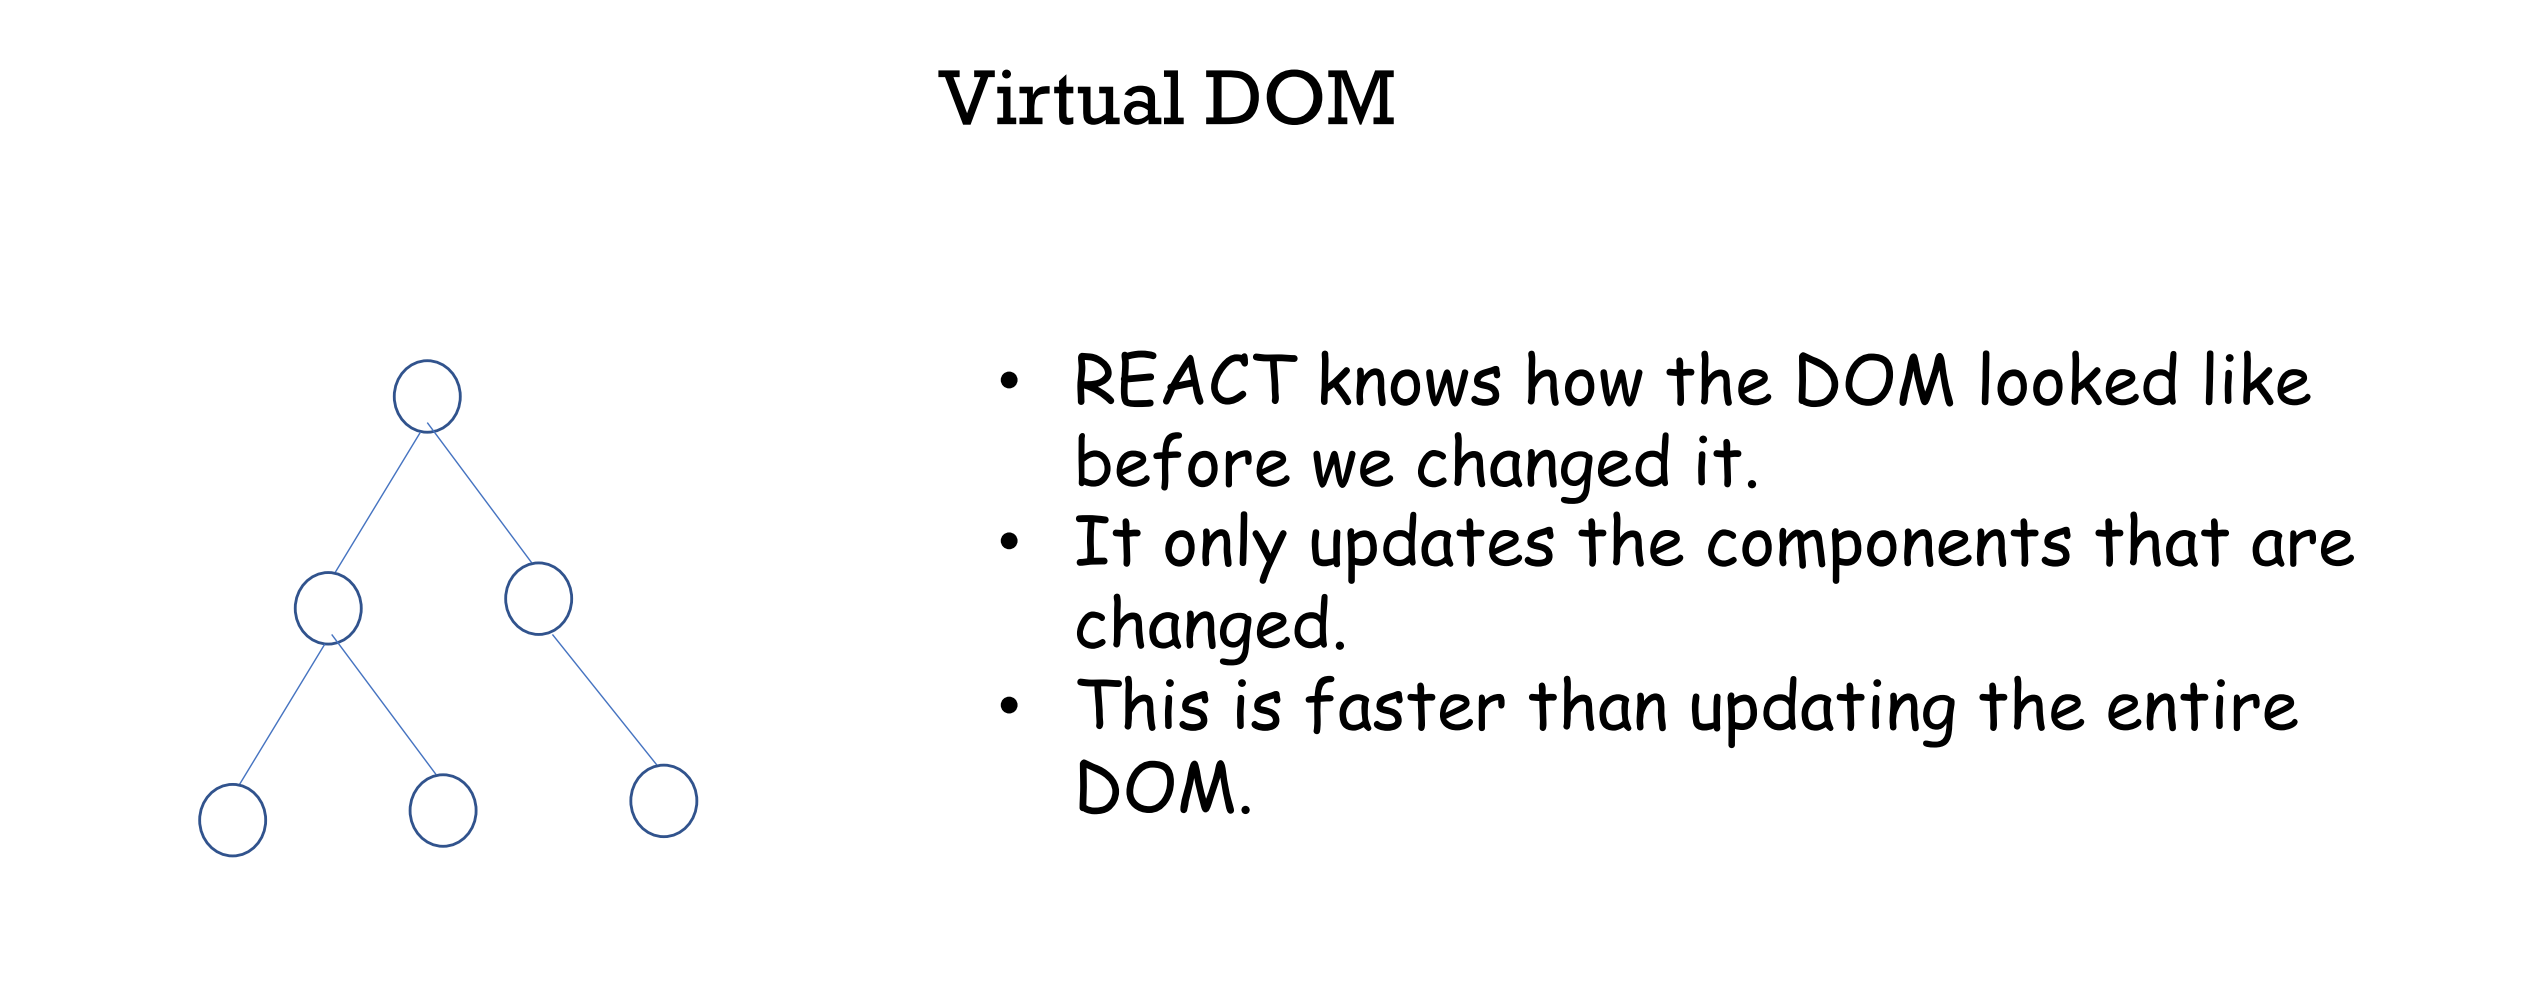 Virtual DOM
• REACT knows how the DOM looked like
before we changed it.
• It only updates the components that are
changed.
• This is faster than updating the entire
DOM.